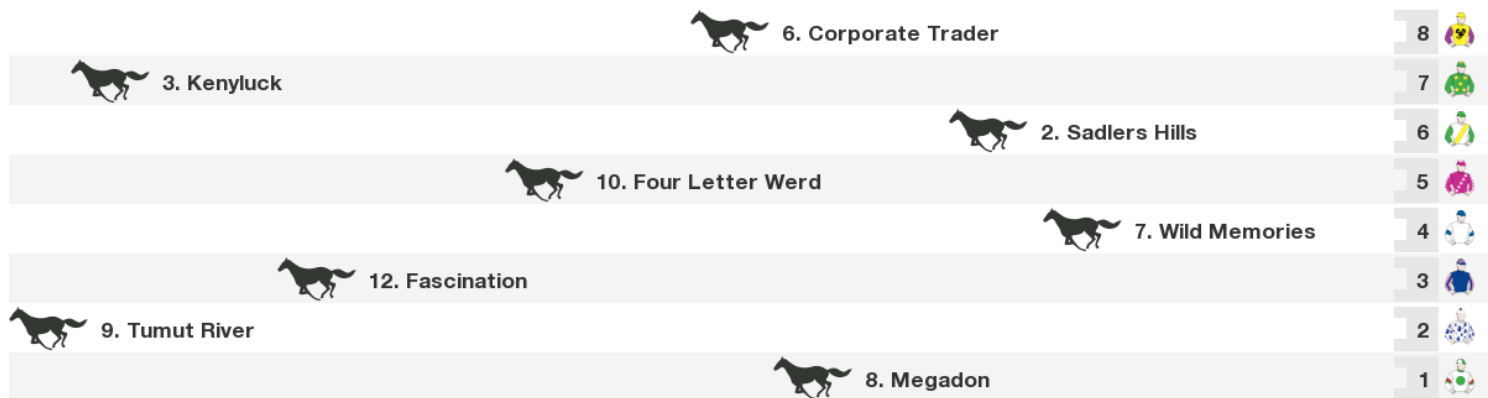 6. Corporate Trader 8
3. Kenyluck 7
2. Sadlers Hills 6
10. Four Letter Werd 5
7. Wild Memories 4
12. Fascination 3
9. Tumut River 2
8. Megadon 1